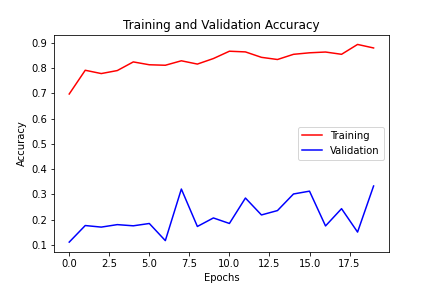 Training and Validation Accuracy
0.9
0.8
0.7
0.6
0.5
0.4
0.3
0.2
0.1
Accuracy
Training
Validation
0.0 2.5 5.0 7.5 10.0 12.5 15.0 17.5
Epochs